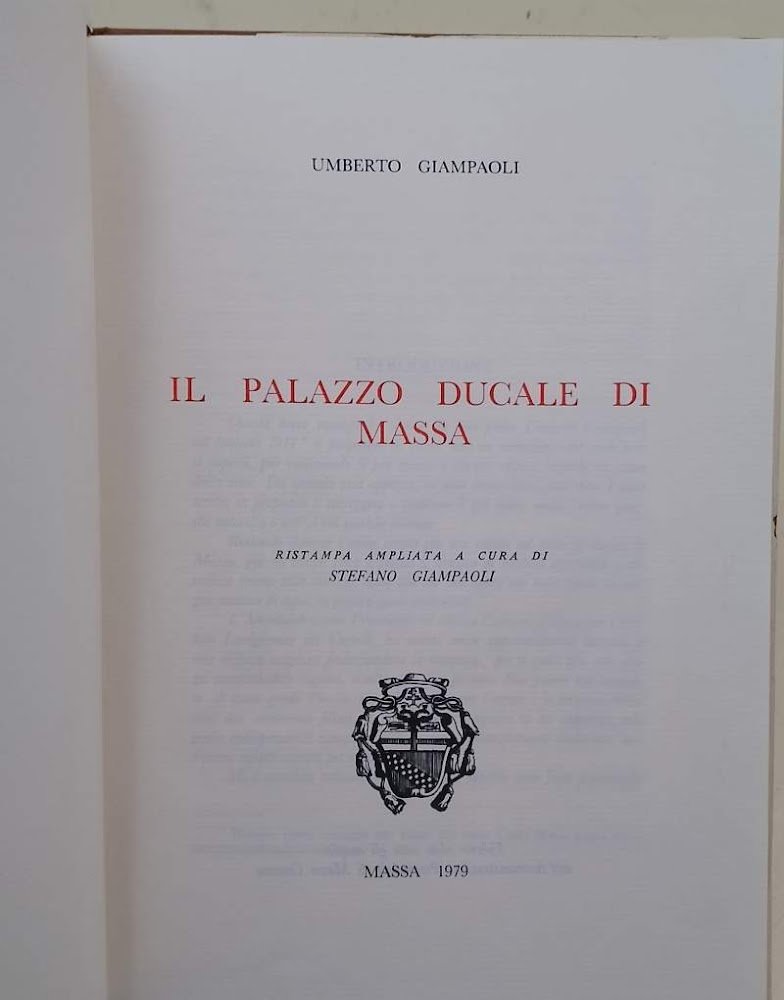 UMBERTO GIAMPAOLI
IL PALAZZO DUCALE DI
MASSA
RISTAMPA AMPLIATA A CURA DI
STEFANO GIAMPAOLI
MASSA 1979